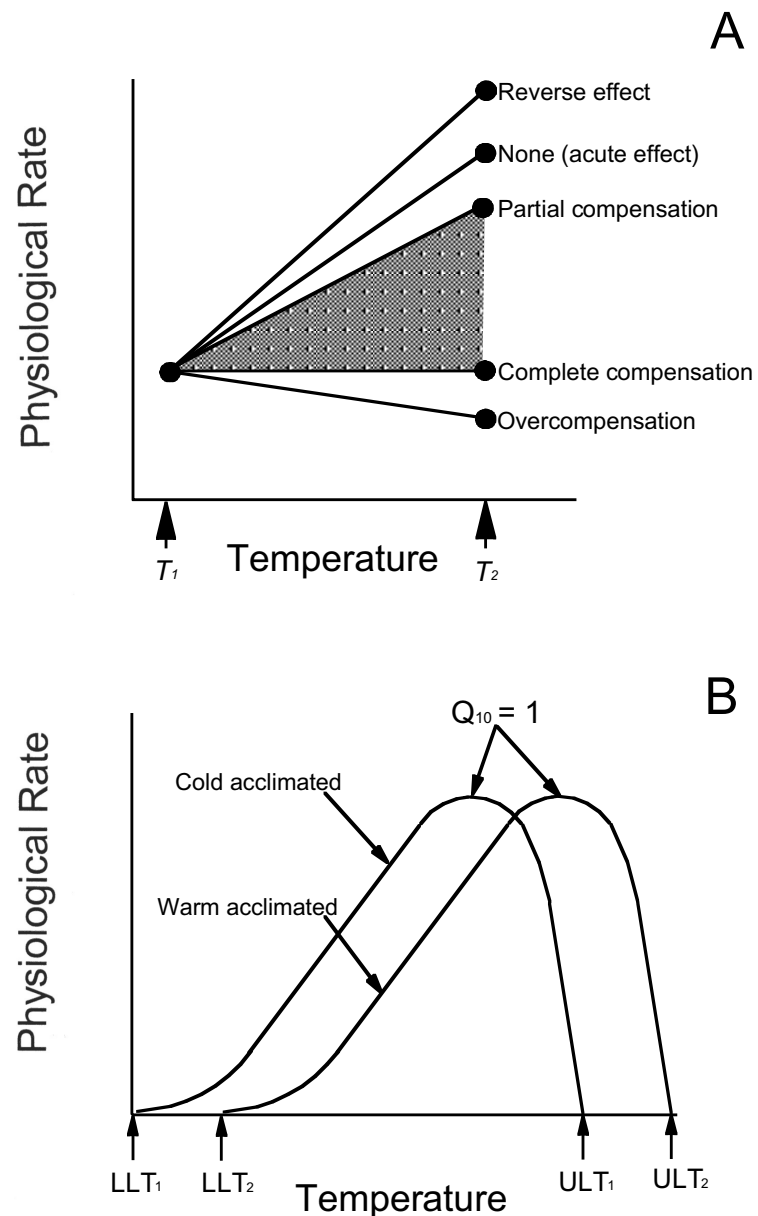 A
Physiological Rate
Reverse effect
None (acute effect)
Partial compensation
Complete compensation
Overcompensation
T₁
Temperature
T₂
B
Physiological Rate
Q₁₀ = 1
Cold acclimated
Warm acclimated
LLT₁
LLT₂
Temperature
ULT₁
ULT₂